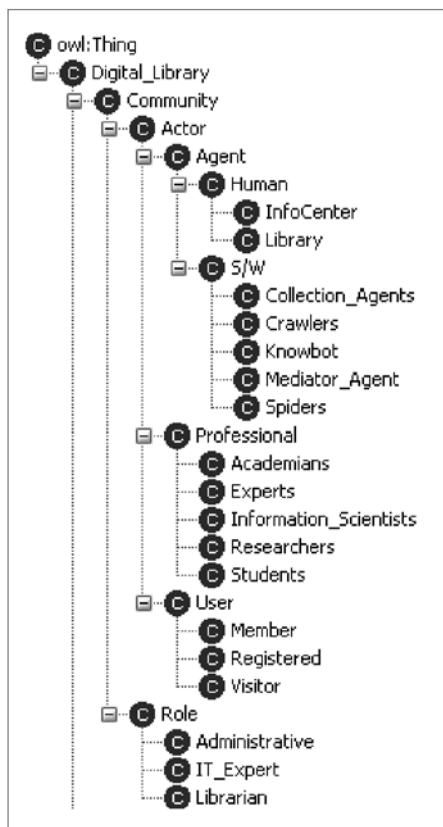 C owl:Thing
C Digital_Library
C Community
C Actor
C Agent
C Human
C InfoCenter
C Library
C S/W
C Collection_Agents
C Crawlers
C Knowbot
C Mediator_Agent
C Spiders
C Professional
C Academians
C Experts
C Information_Scientists
C Researchers
C Students
C User
C Member
C Registered
C Visitor
C Role
C Administrative
C IT_Expert
C Librarian